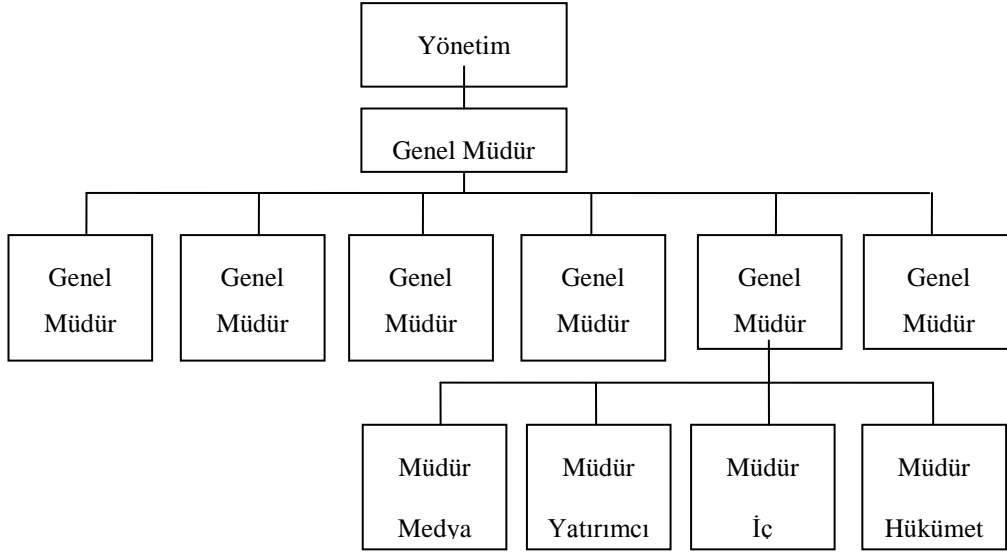 Yönetim
Genel Müdür
Genel
Müdür
Genel
Müdür
Genel
Müdür
Genel
Müdür
Genel
Müdür
Genel
Müdür
Müdür
Medya
Müdür
Yatırımcı
Müdür
İç
Müdür
Hükümet